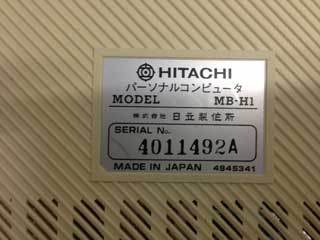 HITACHI
パーソナルコンピュータ
MODEL MB-H1
株式会社 日立製作所
SERIAL No.
4011492A
MADE IN JAPAN 4945341